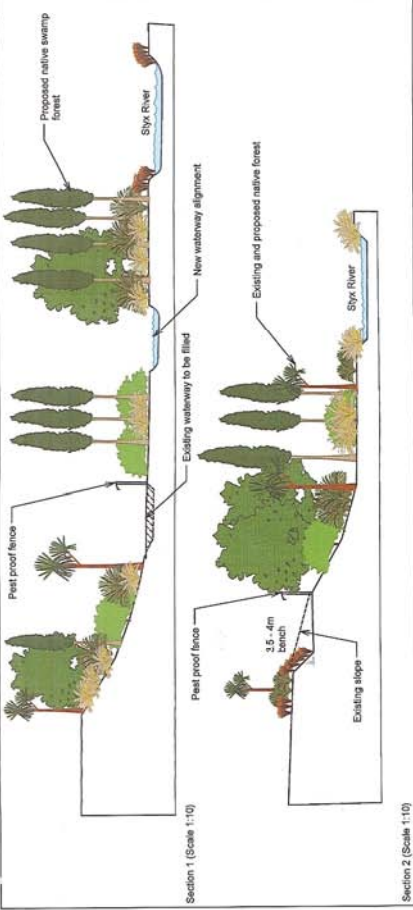 Pest proof fence
Proposed native swamp
forest
Styx River
New waterway alignment
Existing waterway to be filled
Section 1 (Scale 1:10)
Pest proof fence
3.5 - 4m
bench
Existing and proposed native forest
Styx River
Existing slope
Section 2 (Scale 1:10)